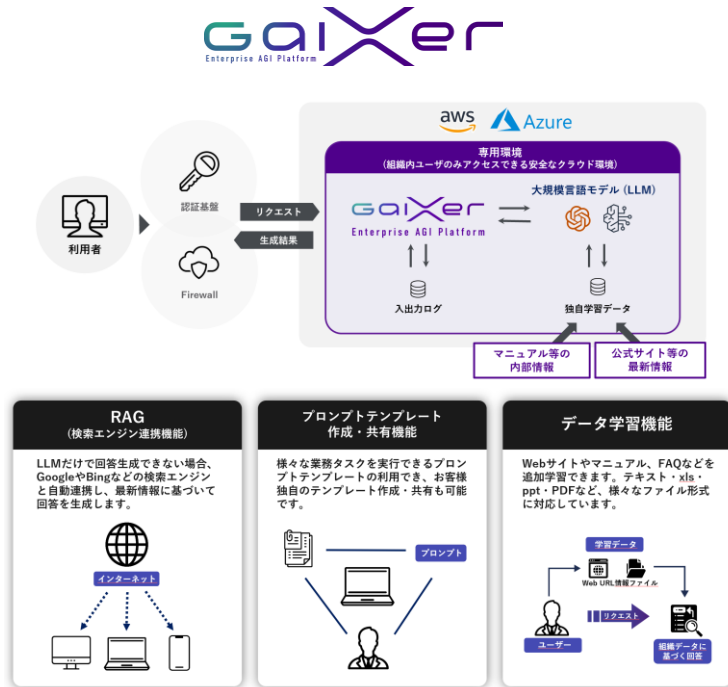 GaiXer
Enterprise AGI Platform
aws
Azure
専用環境
(組織内ユーザのみアクセスできる安全なクラウド環境)
利用者
認証基盤
Firewall
リクエスト
生成結果
GaiXer
Enterprise AGI Platform
大規模言語モデル (LLM)
入出力ログ
独自学習データ
マニュアル等の
内部情報
公式サイト等の
最新情報
RAG
(検索エンジン連携機能)
LLMだけで回答生成できない場合、
GoogleやBingなどの検索エンジン
と自動連携し、最新情報に基づいて
回答を生成します。
インターネット
プロンプトテンプレート
作成・共有機能
様々な業務タスクを実行できるプロン
プトテンプレートの利用でき、お客様
独自のテンプレート作成・共有も可能
です。
プロンプト
データ学習機能
Webサイトやマニュアル、FAQなどを
追加学習できます。テキスト・xls・
ppt・PDFなど、様々なファイル形式
に対応しています。
学習データ
Web URL情報ファイル
リクエスト
ユーザー
組織データに
基づく回答